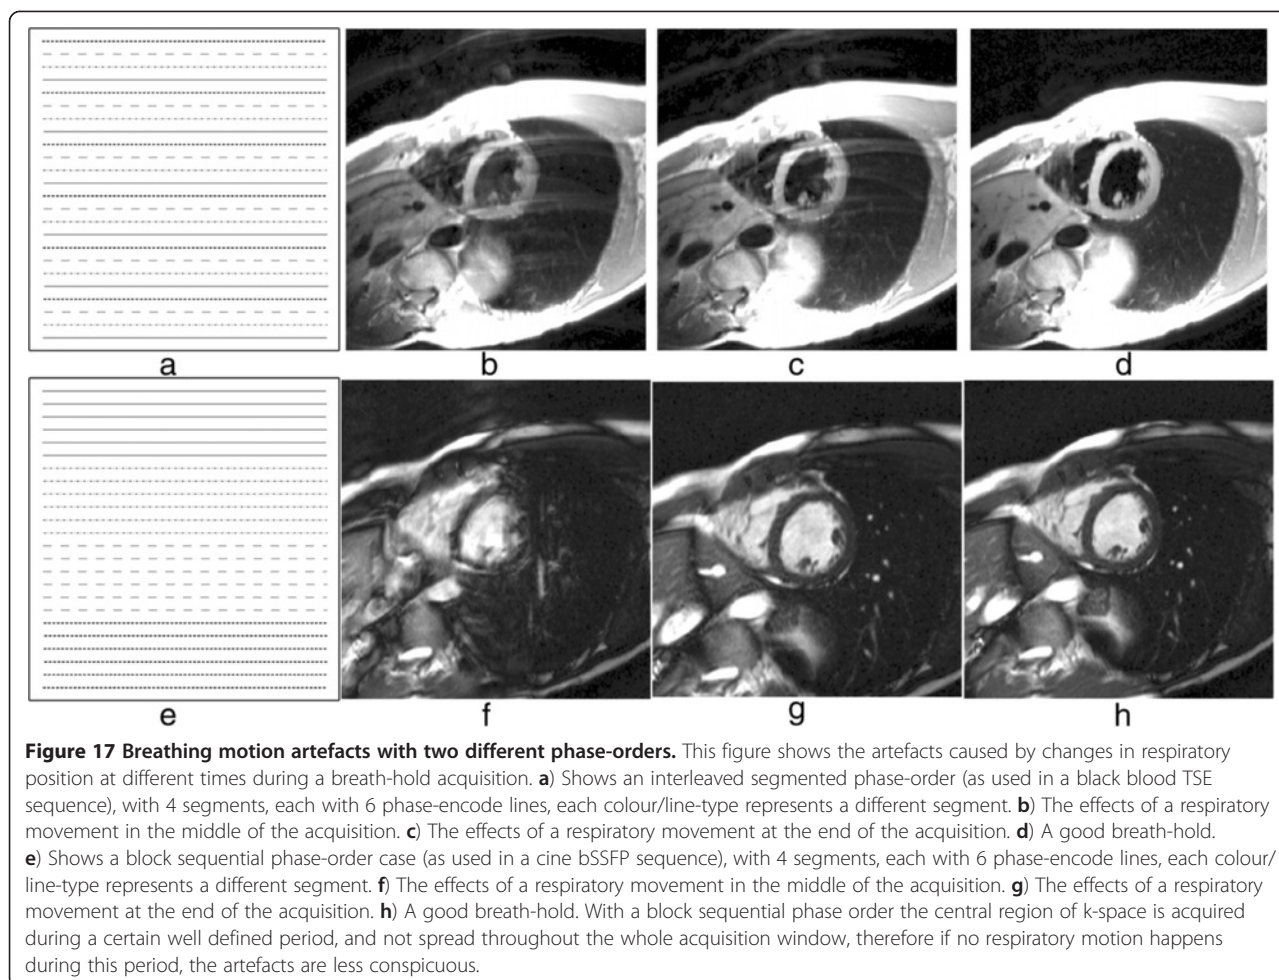 a
b
c
d
e
f
g
h
Figure 17 Breathing motion artefacts with two different phase-orders. This figure shows the artefacts caused by changes in respiratory
position at different times during a breath-hold acquisition. a) Shows an interleaved segmented phase-order (as used in a black blood TSE
sequence), with 4 segments, each with 6 phase-encode lines, each colour/line-type represents a different segment. b) The effects of a respiratory
movement in the middle of the acquisition. c) The effects of a respiratory movement at the end of the acquisition. d) A good breath-hold.
e) Shows a block sequential phase-order case (as used in a cine bSSFP sequence), with 4 segments, each with 6 phase-encode lines, each colour/
line-type represents a different segment. f) The effects of a respiratory movement in the middle of the acquisition. g) The effects of a respiratory
movement at the end of the acquisition. h) A good breath-hold. With a block sequential phase order the central region of k-space is acquired
during a certain well defined period, and not spread throughout the whole acquisition window, therefore if no respiratory motion happens
during this period, the artefacts are less conspicuous.